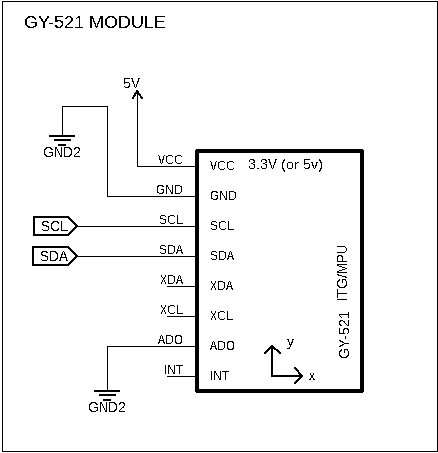 GY-521 MODULE
5V
GND2
VCC VCC 3.3V (or 5v)
GND GND
SCL SCL SCL
SDA SDA SDA
XDA XDA
XCL XCL
ADO ADO
INT INT
GND2
y
x
GY-521 ITG/MPU